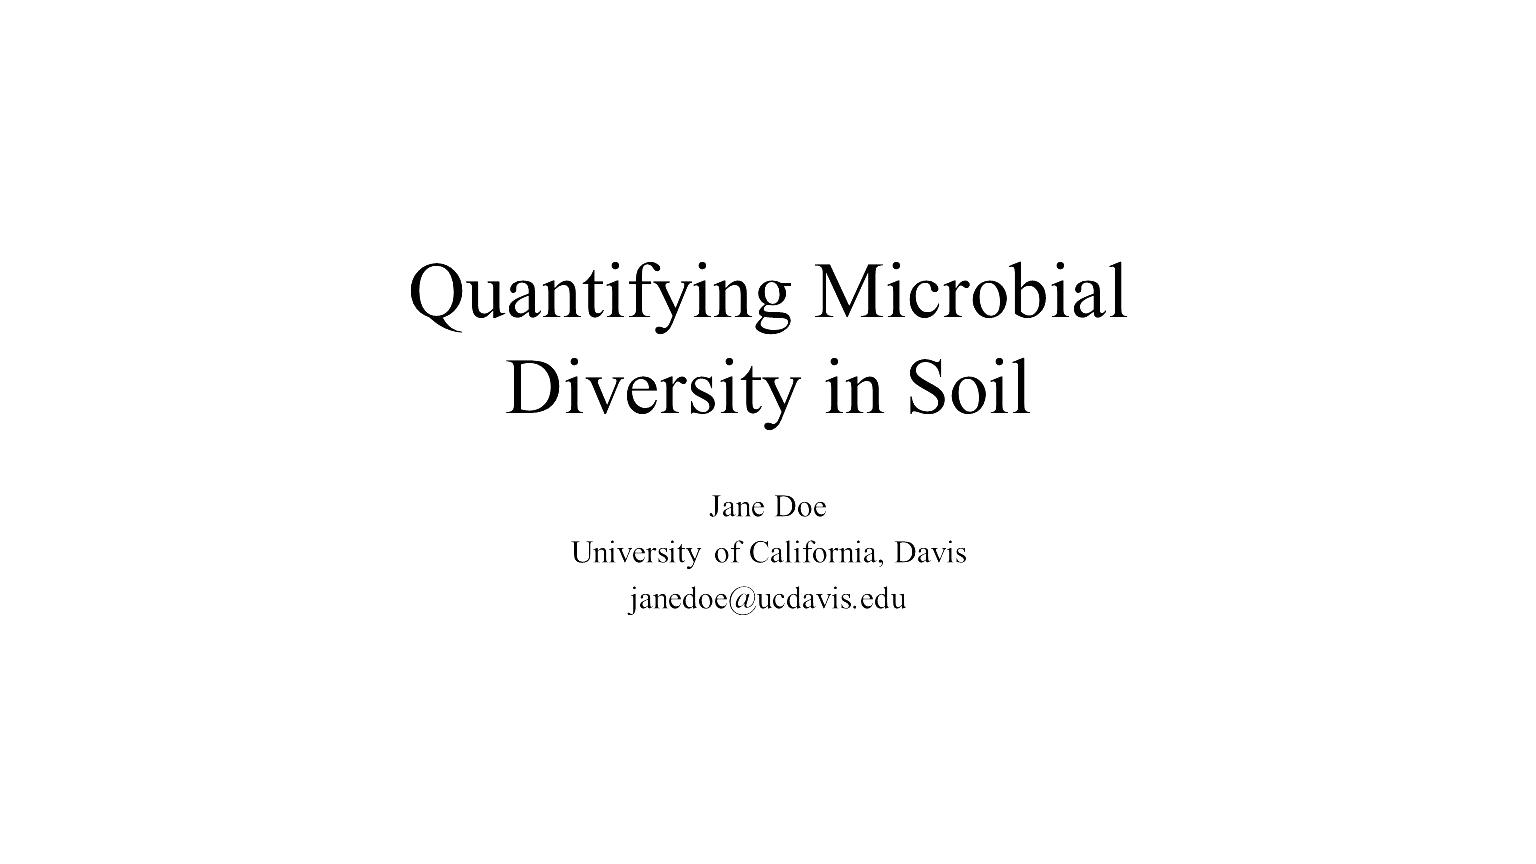 Quantifying Microbial
Diversity in Soil
Jane Doe
University of California, Davis
janedoe@ucdavis.edu